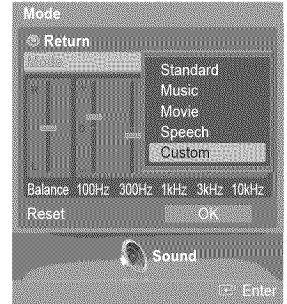 Mode
Return
Standard
Music
Movie
Speech
Custom
R
L
Balance 100Hz 300Hz 1kHz 3kHz 10kHz
Reset OK
Sound
Enter